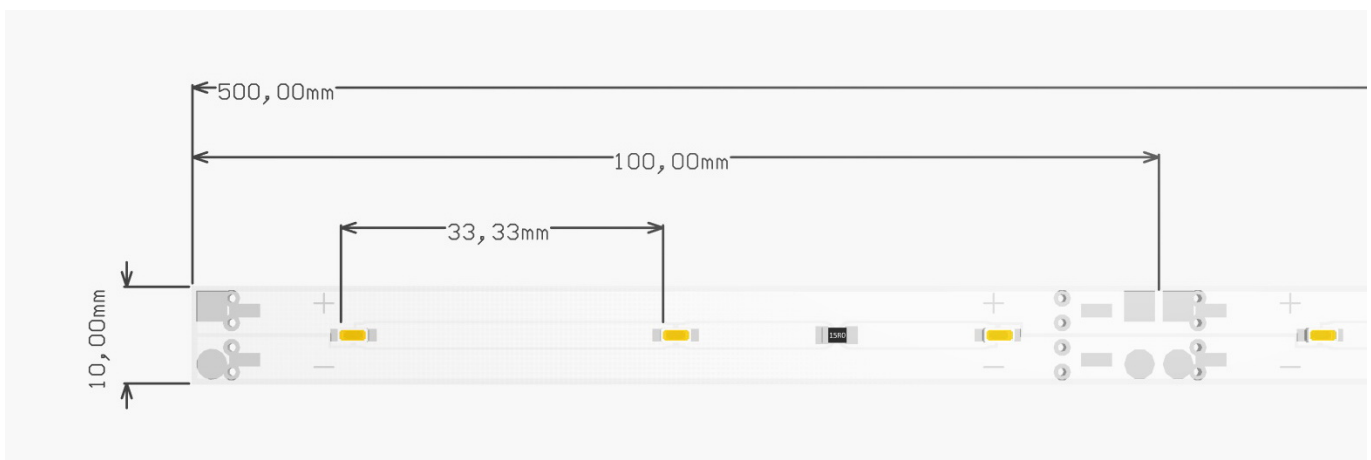 500,00mm
100,00mm
33,33mm
10,00mm
+ + +
15R0
− − −